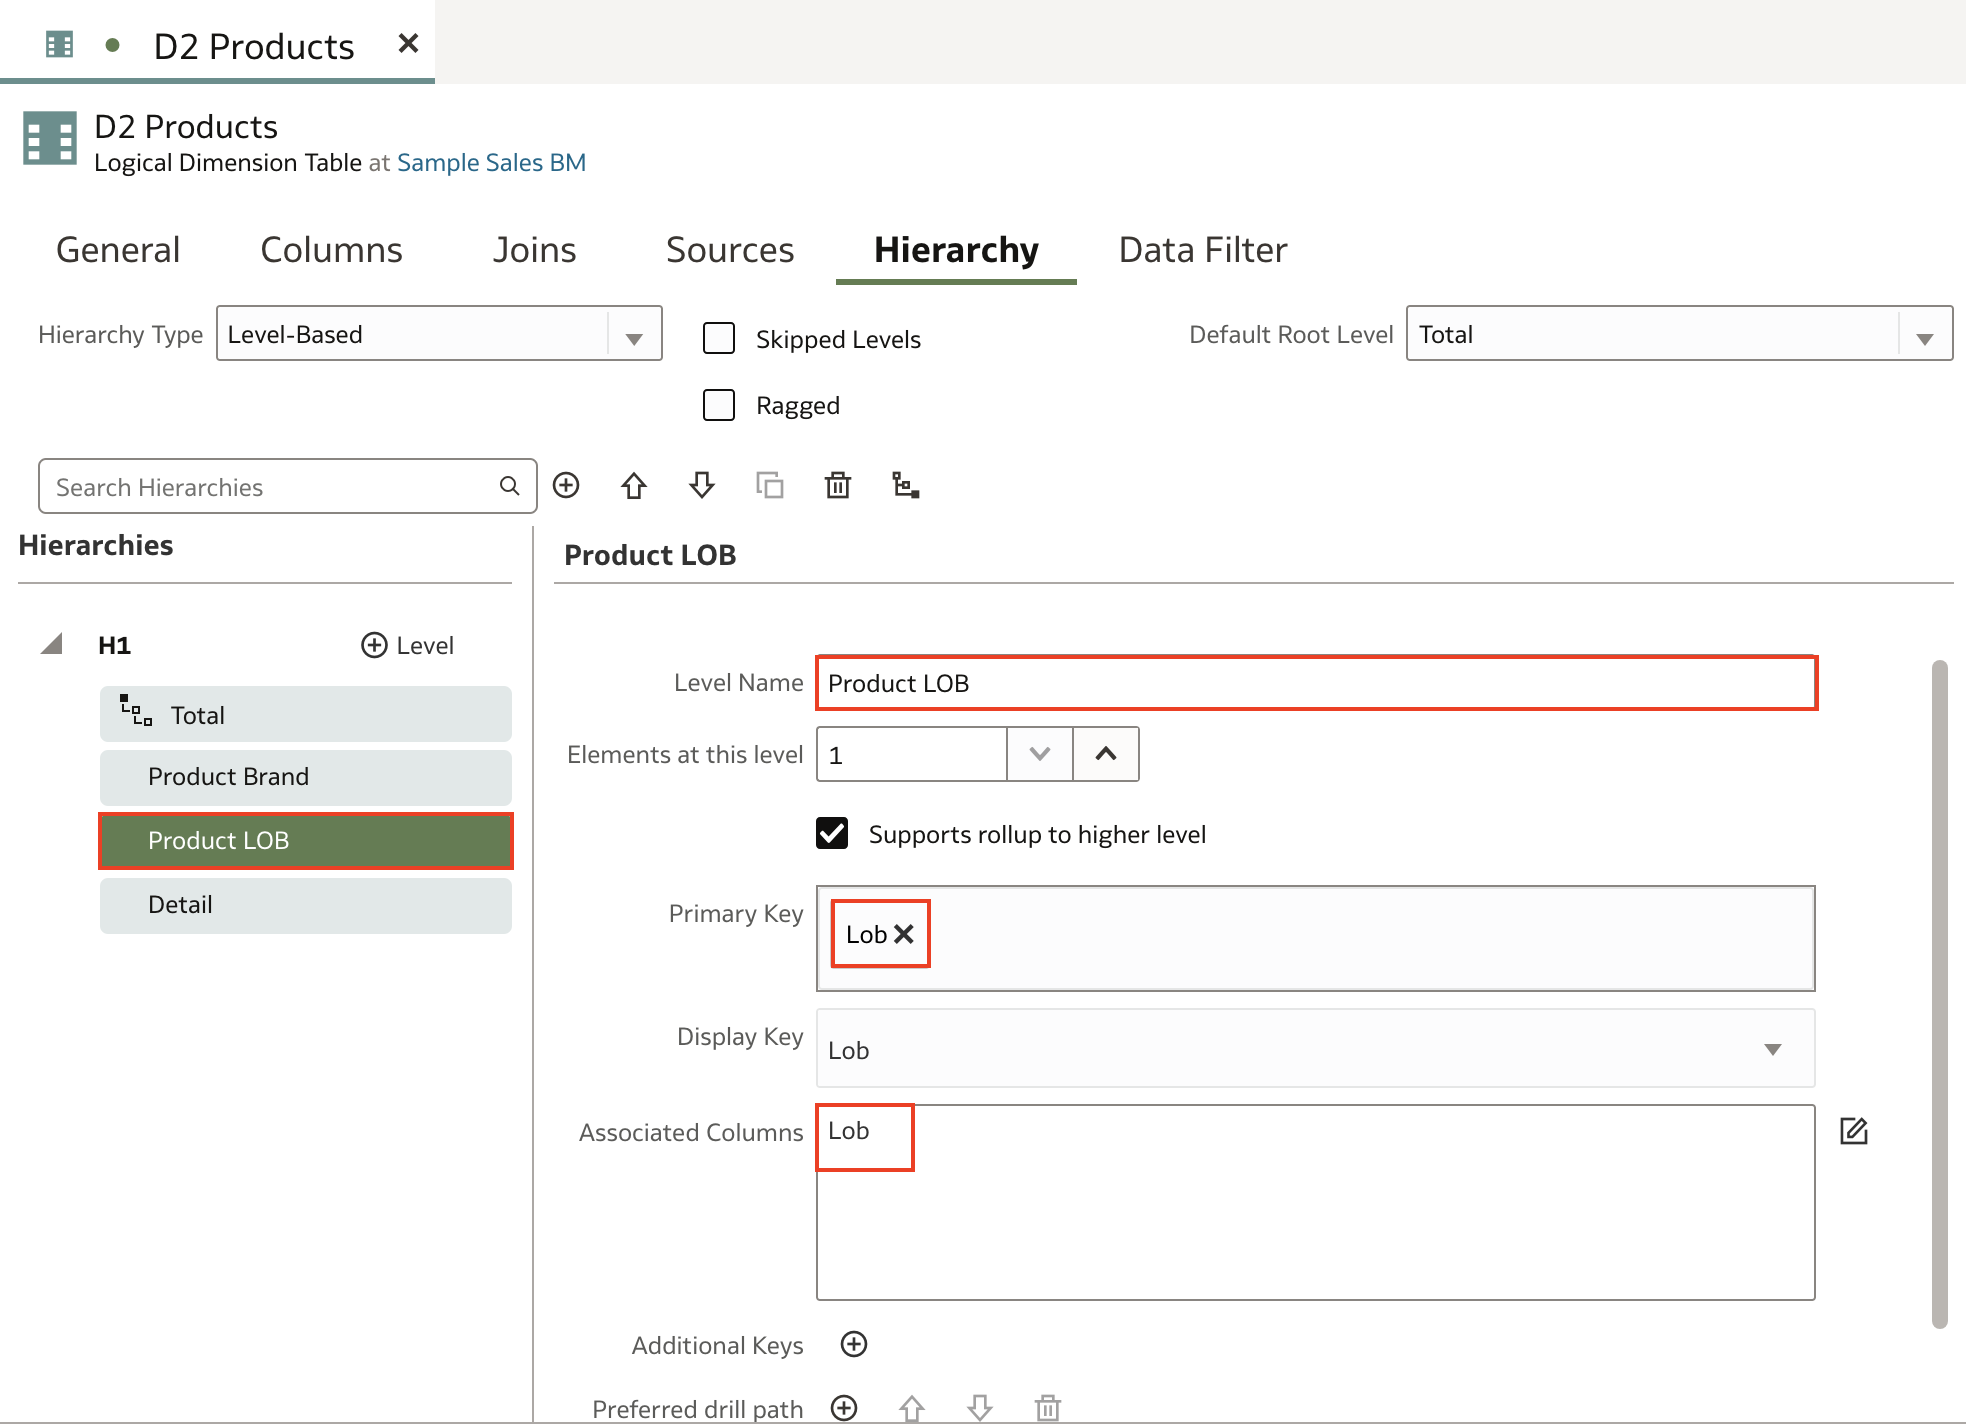 D2 Products
D2 Products
Logical Dimension Table at Sample Sales BM
General Columns Joins Sources Hierarchy Data Filter
Hierarchy Type Level-Based Skipped Levels Default Root Level Total
Ragged
Search Hierarchies
Hierarchies
Product LOB
H1 Level
Total
Product Brand
Product LOB
Detail
Level Name Product LOB
Elements at this level 1
Supports rollup to higher level
Primary Key Lob
Display Key Lob
Associated Columns Lob
Additional Keys
Preferred drill path